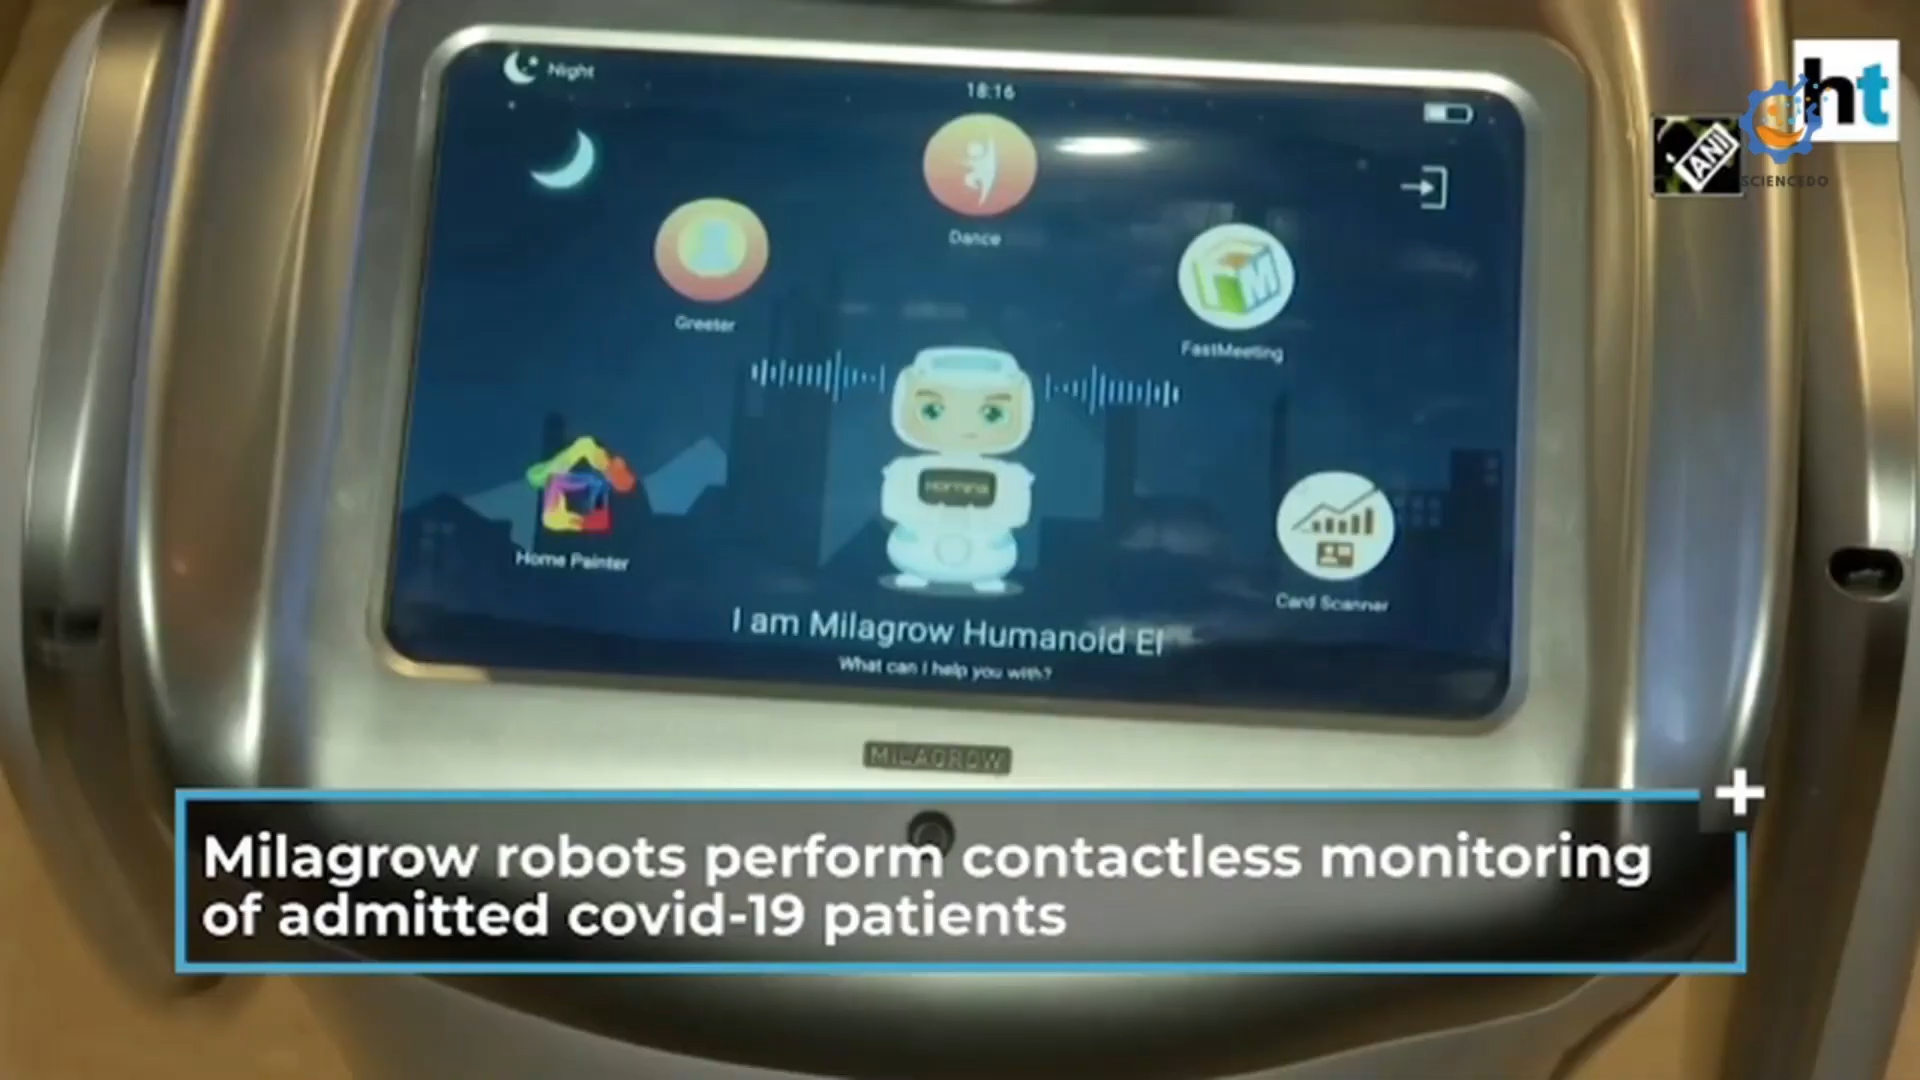 Night
18:16
ht
ANI
SCIENCEDO
Dance
Greeter
FastMeeting
Home Painter
Card Scanner
I am Milagrow Humanoid El
What can I help you with?
MILAGROW
Milagrow robots perform contactless monitoring
of admitted covid-19 patients